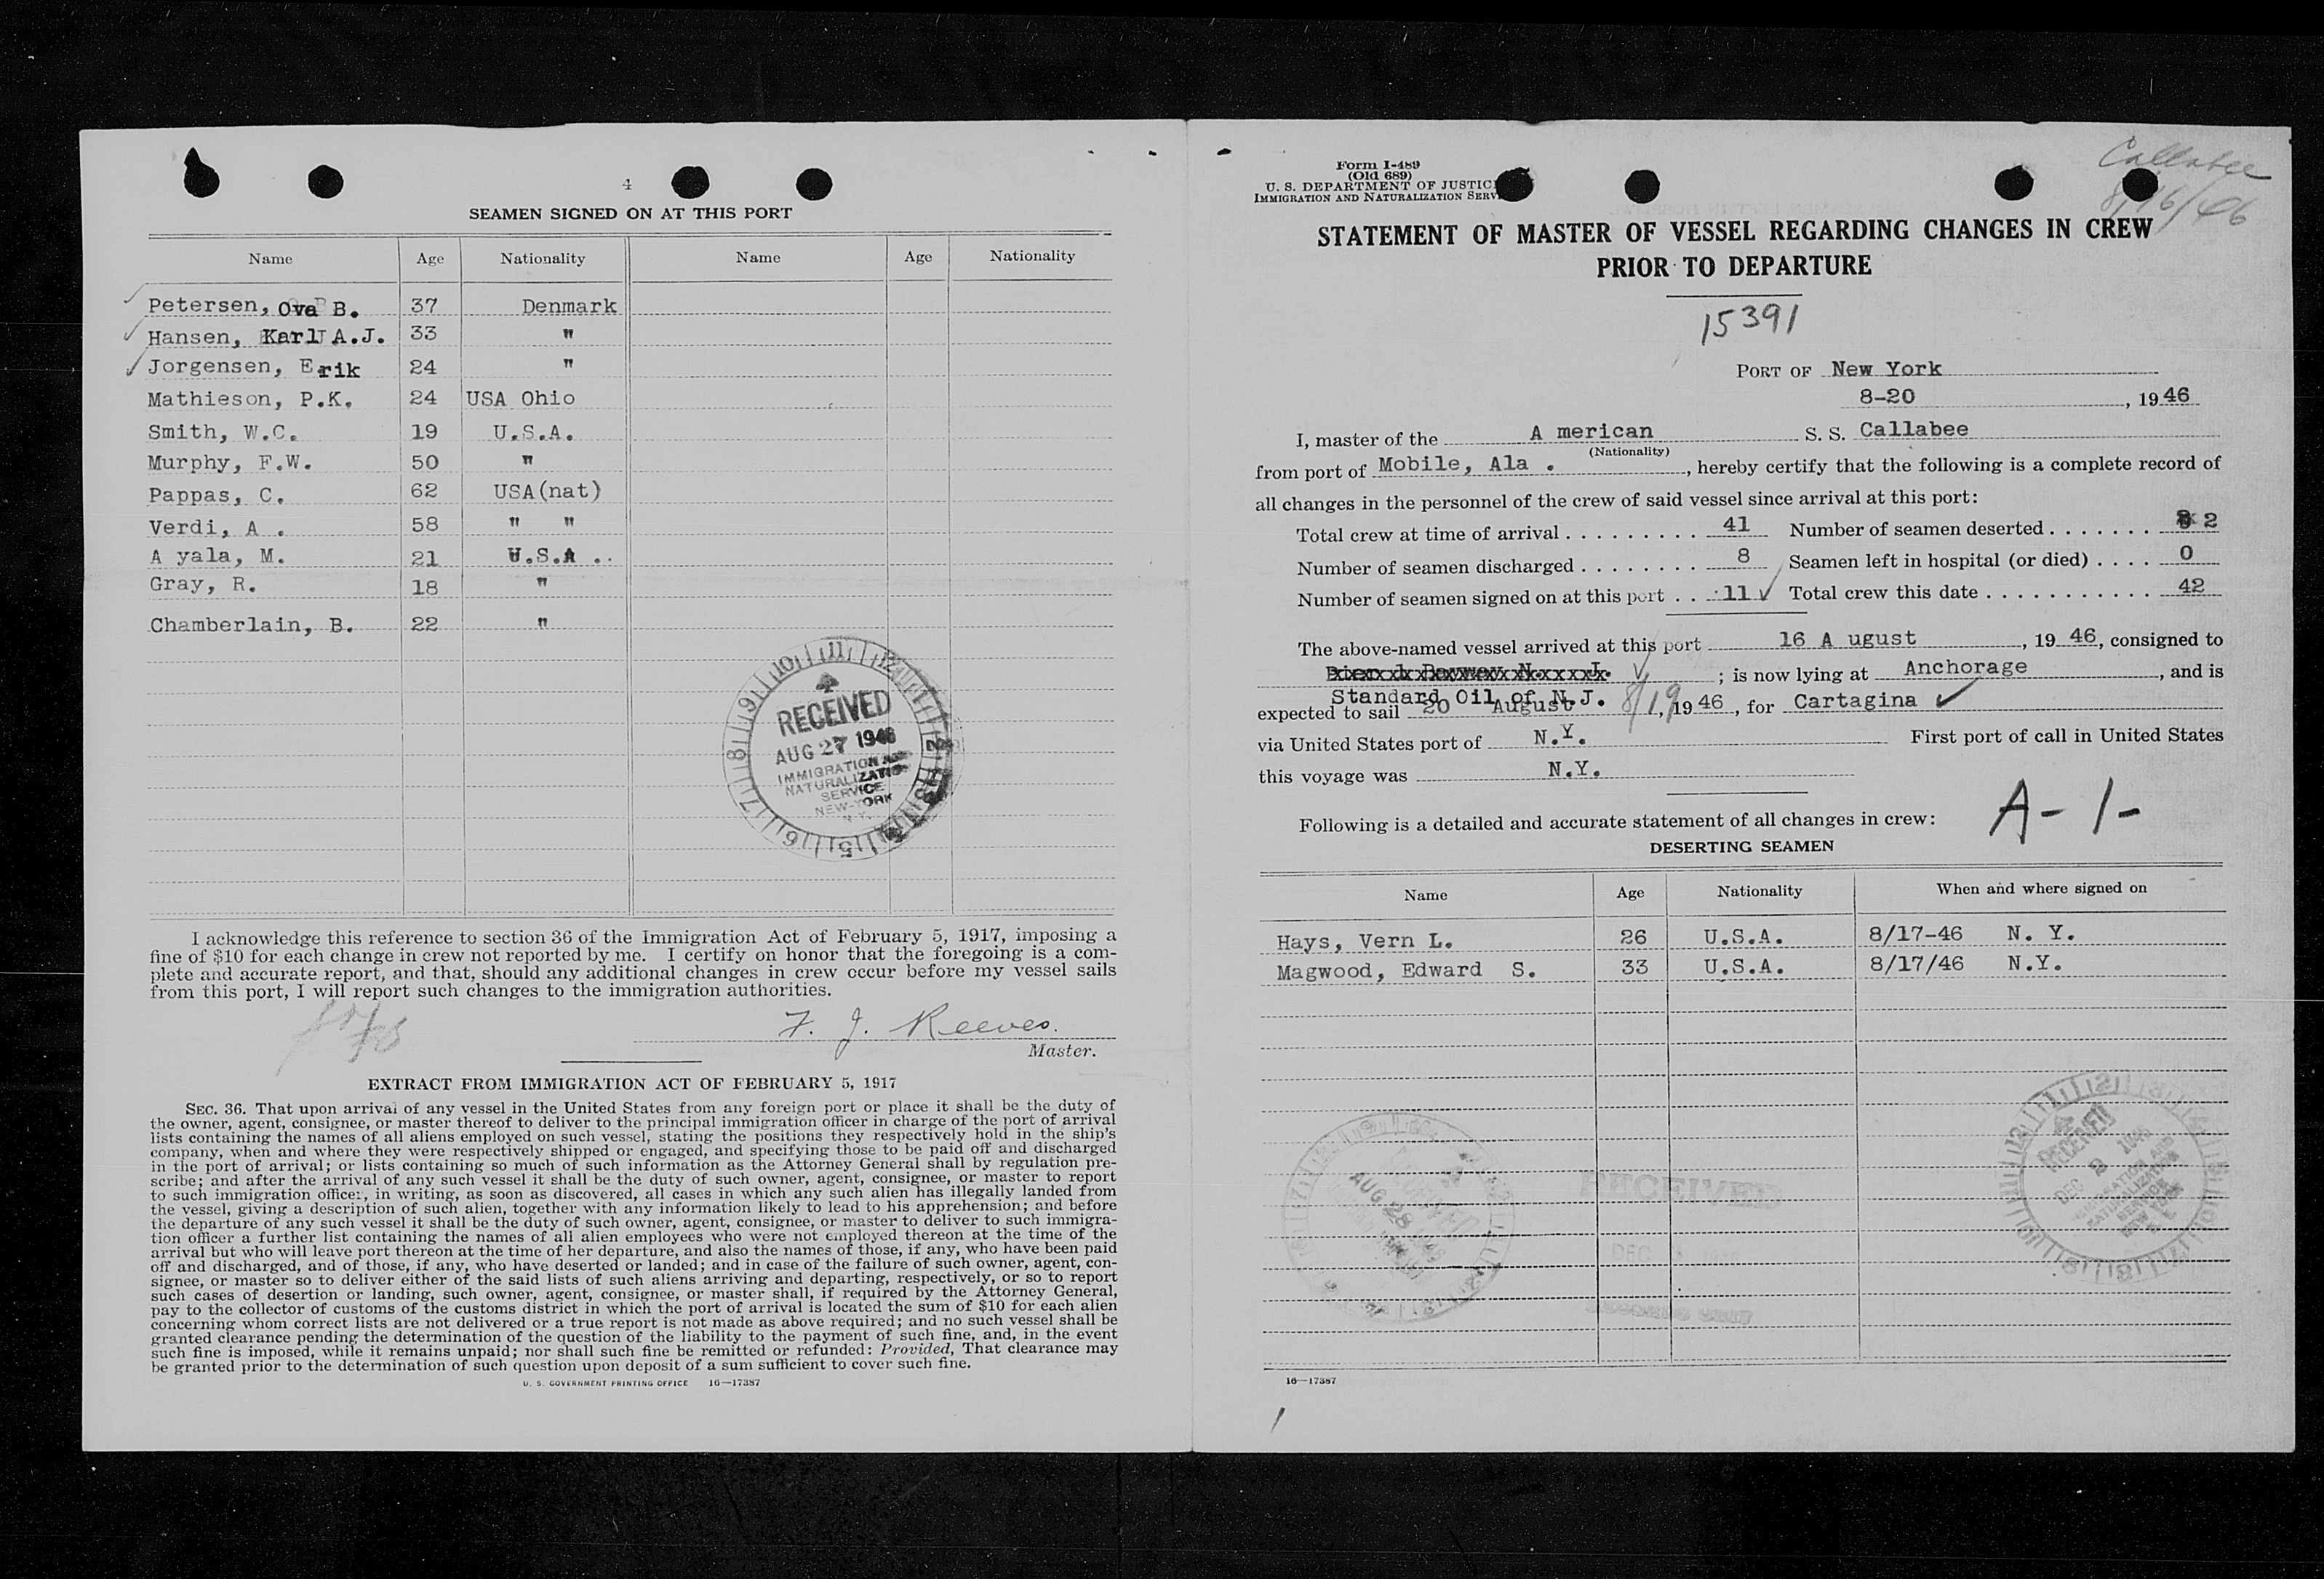 4
SEAMEN SIGNED ON AT THIS PORT
Name Age Nationality Name Age Nationality
Petersen, Ova B. 37 Denmark
Hansen, Karl A.J. 33 "
Jorgensen, Erik 24 "
Mathieson, P.K. 24 USA Ohio
Smith, W.C. 19 U.S.A.
Murphy, F.W. 50 "
Pappas, C. 62 USA(nat)
Verdi, A . 58 " "
A yala, M. 21 U.S.A ..
Gray, R. 18 "
Chamberlain, B. 22 "
RECEIVED
AUG 27 1946
IMMIGRATION AND
NATURALIZATION
SERVICE
NEW-YORK
N.Y.
I acknowledge this reference to section 36 of the Immigration Act of February 5, 1917, imposing a
fine of $10 for each change in crew not reported by me. I certify on honor that the foregoing is a com-
plete and accurate report, and that, should any additional changes in crew occur before my vessel sails
from this port, I will report such changes to the immigration authorities.
F. J. Reeves.
Master.
EXTRACT FROM IMMIGRATION ACT OF FEBRUARY 5, 1917
SEC. 36. That upon arrival of any vessel in the United States from any foreign port or place it shall be the duty of
the owner, agent, consignee, or master thereof to deliver to the principal immigration officer in charge of the port of arrival
lists containing the names of all aliens employed on such vessel, stating the positions they respectively hold in the ship's
company, when and where they were respectively shipped or engaged, and specifying those to be paid off and discharged
in the port of arrival; or lists containing so much of such information as the Attorney General shall by regulation pre-
scribe; and after the arrival of any such vessel it shall be the duty of such owner, agent, consignee, or master to report
to such immigration officer, in writing, as soon as discovered, all cases in which any such alien has illegally landed from
the vessel, giving a description of such alien, together with any information likely to lead to his apprehension; and before
the departure of any such vessel it shall be the duty of such owner, agent, consignee, or master to deliver to such immigra-
tion officer a further list containing the names of all alien employees who were not employed thereon at the time of the
arrival but who will leave port thereon at the time of her departure, and also the names of those, if any, who have been paid
off and discharged, and of those, if any, who have deserted or landed; and in case of the failure of such owner, agent, con-
signee, or master so to deliver either of the said lists of such aliens arriving and departing, respectively, or so to report
such cases of desertion or landing, such owner, agent, consignee, or master shall, if required by the Attorney General,
pay to the collector of customs of the customs district in which the port of arrival is located the sum of $10 for each alien
concerning whom correct lists are not delivered or a true report is not made as above required; and no such vessel shall be
granted clearance pending the determination of the question of the liability to the payment of such fine, and, in the event
such fine is imposed, while it remains unpaid; nor shall such fine be remitted or refunded: Provided, That clearance may
be granted prior to the determination of such question upon deposit of a sum sufficient to cover such fine.
U. S. GOVERNMENT PRINTING OFFICE 16—17387
Callabee
8/16/46
Form I-489
(Old 689)
U. S. DEPARTMENT OF JUSTIC
IMMIGRATION AND NATURALIZATION SERV
STATEMENT OF MASTER OF VESSEL REGARDING CHANGES IN CREW
PRIOR TO DEPARTURE
15391
PORT OF New York
8-20, 1946
I, master of the A merican S. S. Callabee
(Nationality)
from port of Mobile, Ala . , hereby certify that the following is a complete record of
all changes in the personnel of the crew of said vessel since arrival at this port:
Total crew at time of arrival . . . . . . . . . 41 Number of seamen deserted . . . . . . . 2
Number of seamen discharged . . . . . . . . 8 Seamen left in hospital (or died) . . . . 0
Number of seamen signed on at this port . . 11 Total crew this date . . . . . . . . . . . 42
The above-named vessel arrived at this port 16 A ugust , 19 46, consigned to
; is now lying at Anchorage , and is
Standard Oil of N.J. 8/19
expected to sail 20 August , 19 46 , for Cartagina
via United States port of N.Y. First port of call in United States
this voyage was N.Y.
A-1-
Following is a detailed and accurate statement of all changes in crew:
DESERTING SEAMEN
Name Age Nationality When and where signed on
Hays, Vern L. 26 U.S.A. 8/17-46 N. Y.
Magwood, Edward S. 33 U.S.A. 8/17/46 N.Y.
AUG 28
RECEIVED
DEC
RECEIVED
DEC
16—17387